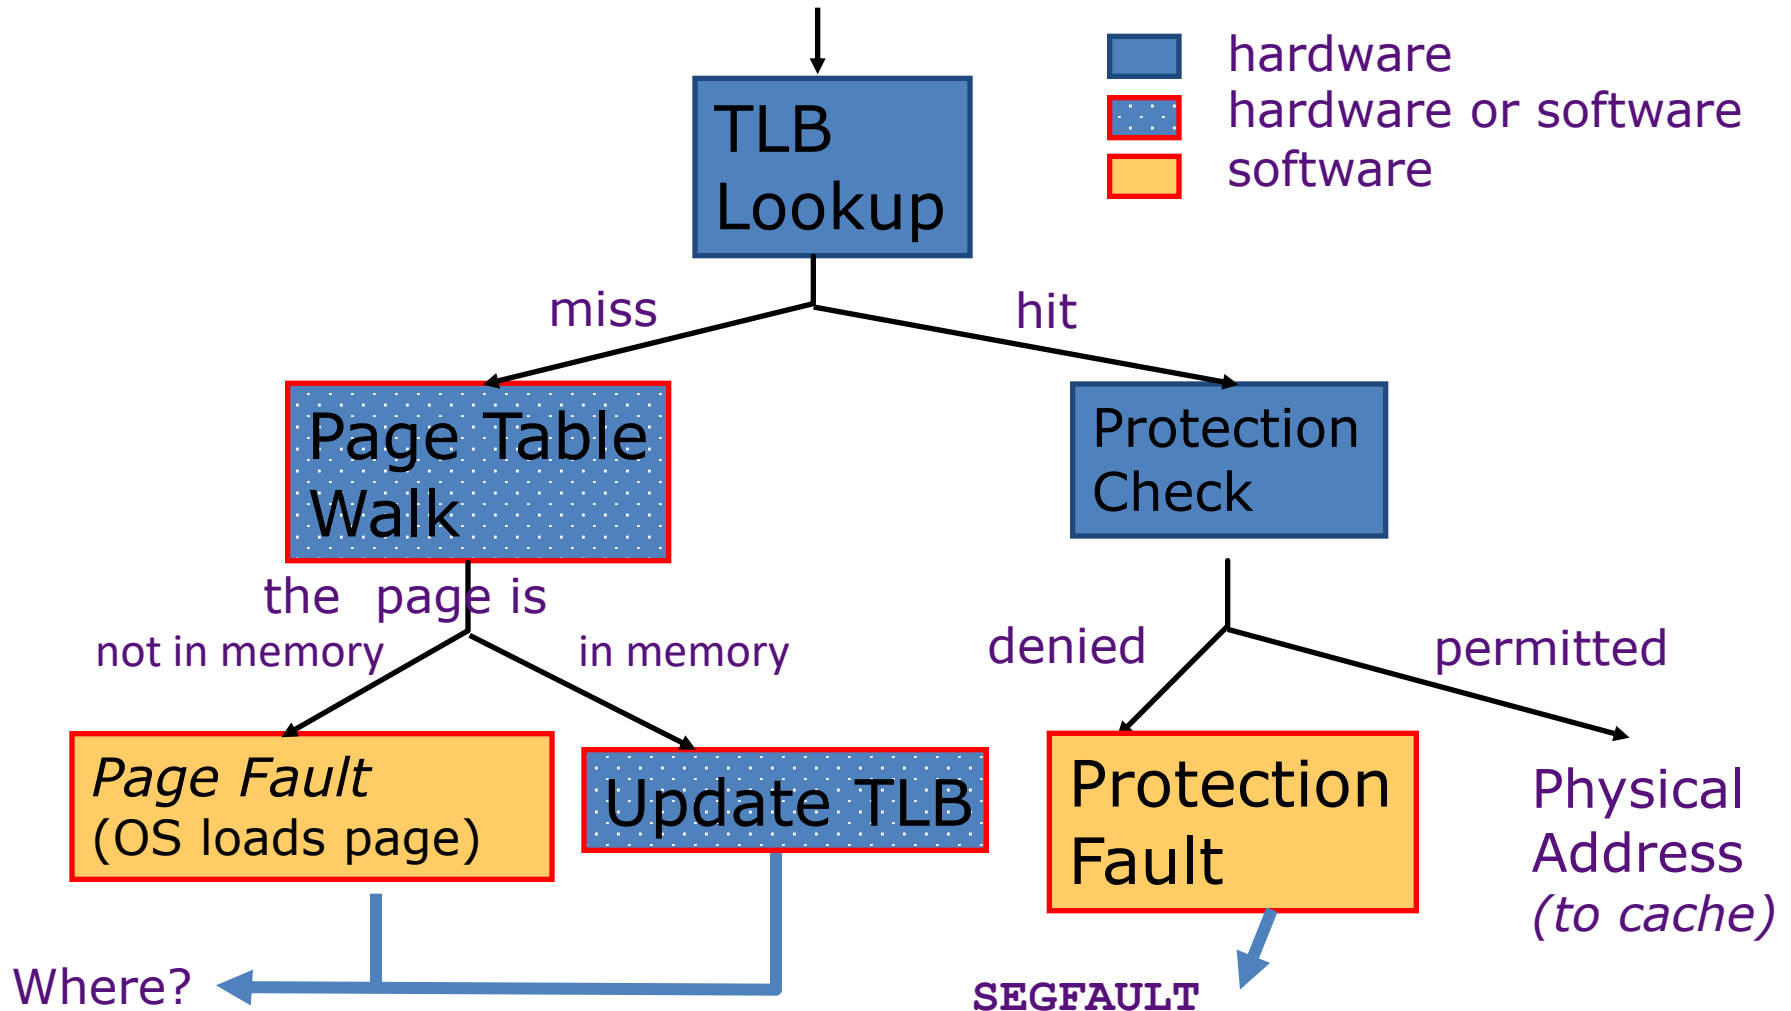 hardware
hardware or software
software
TLB
Lookup
miss
hit
Page Table
Walk
Protection
Check
the page is
not in memory
in memory
denied
permitted
Page Fault
(OS loads page)
Update TLB
Protection
Fault
Physical
Address
(to cache)
Where?
SEGFAULT